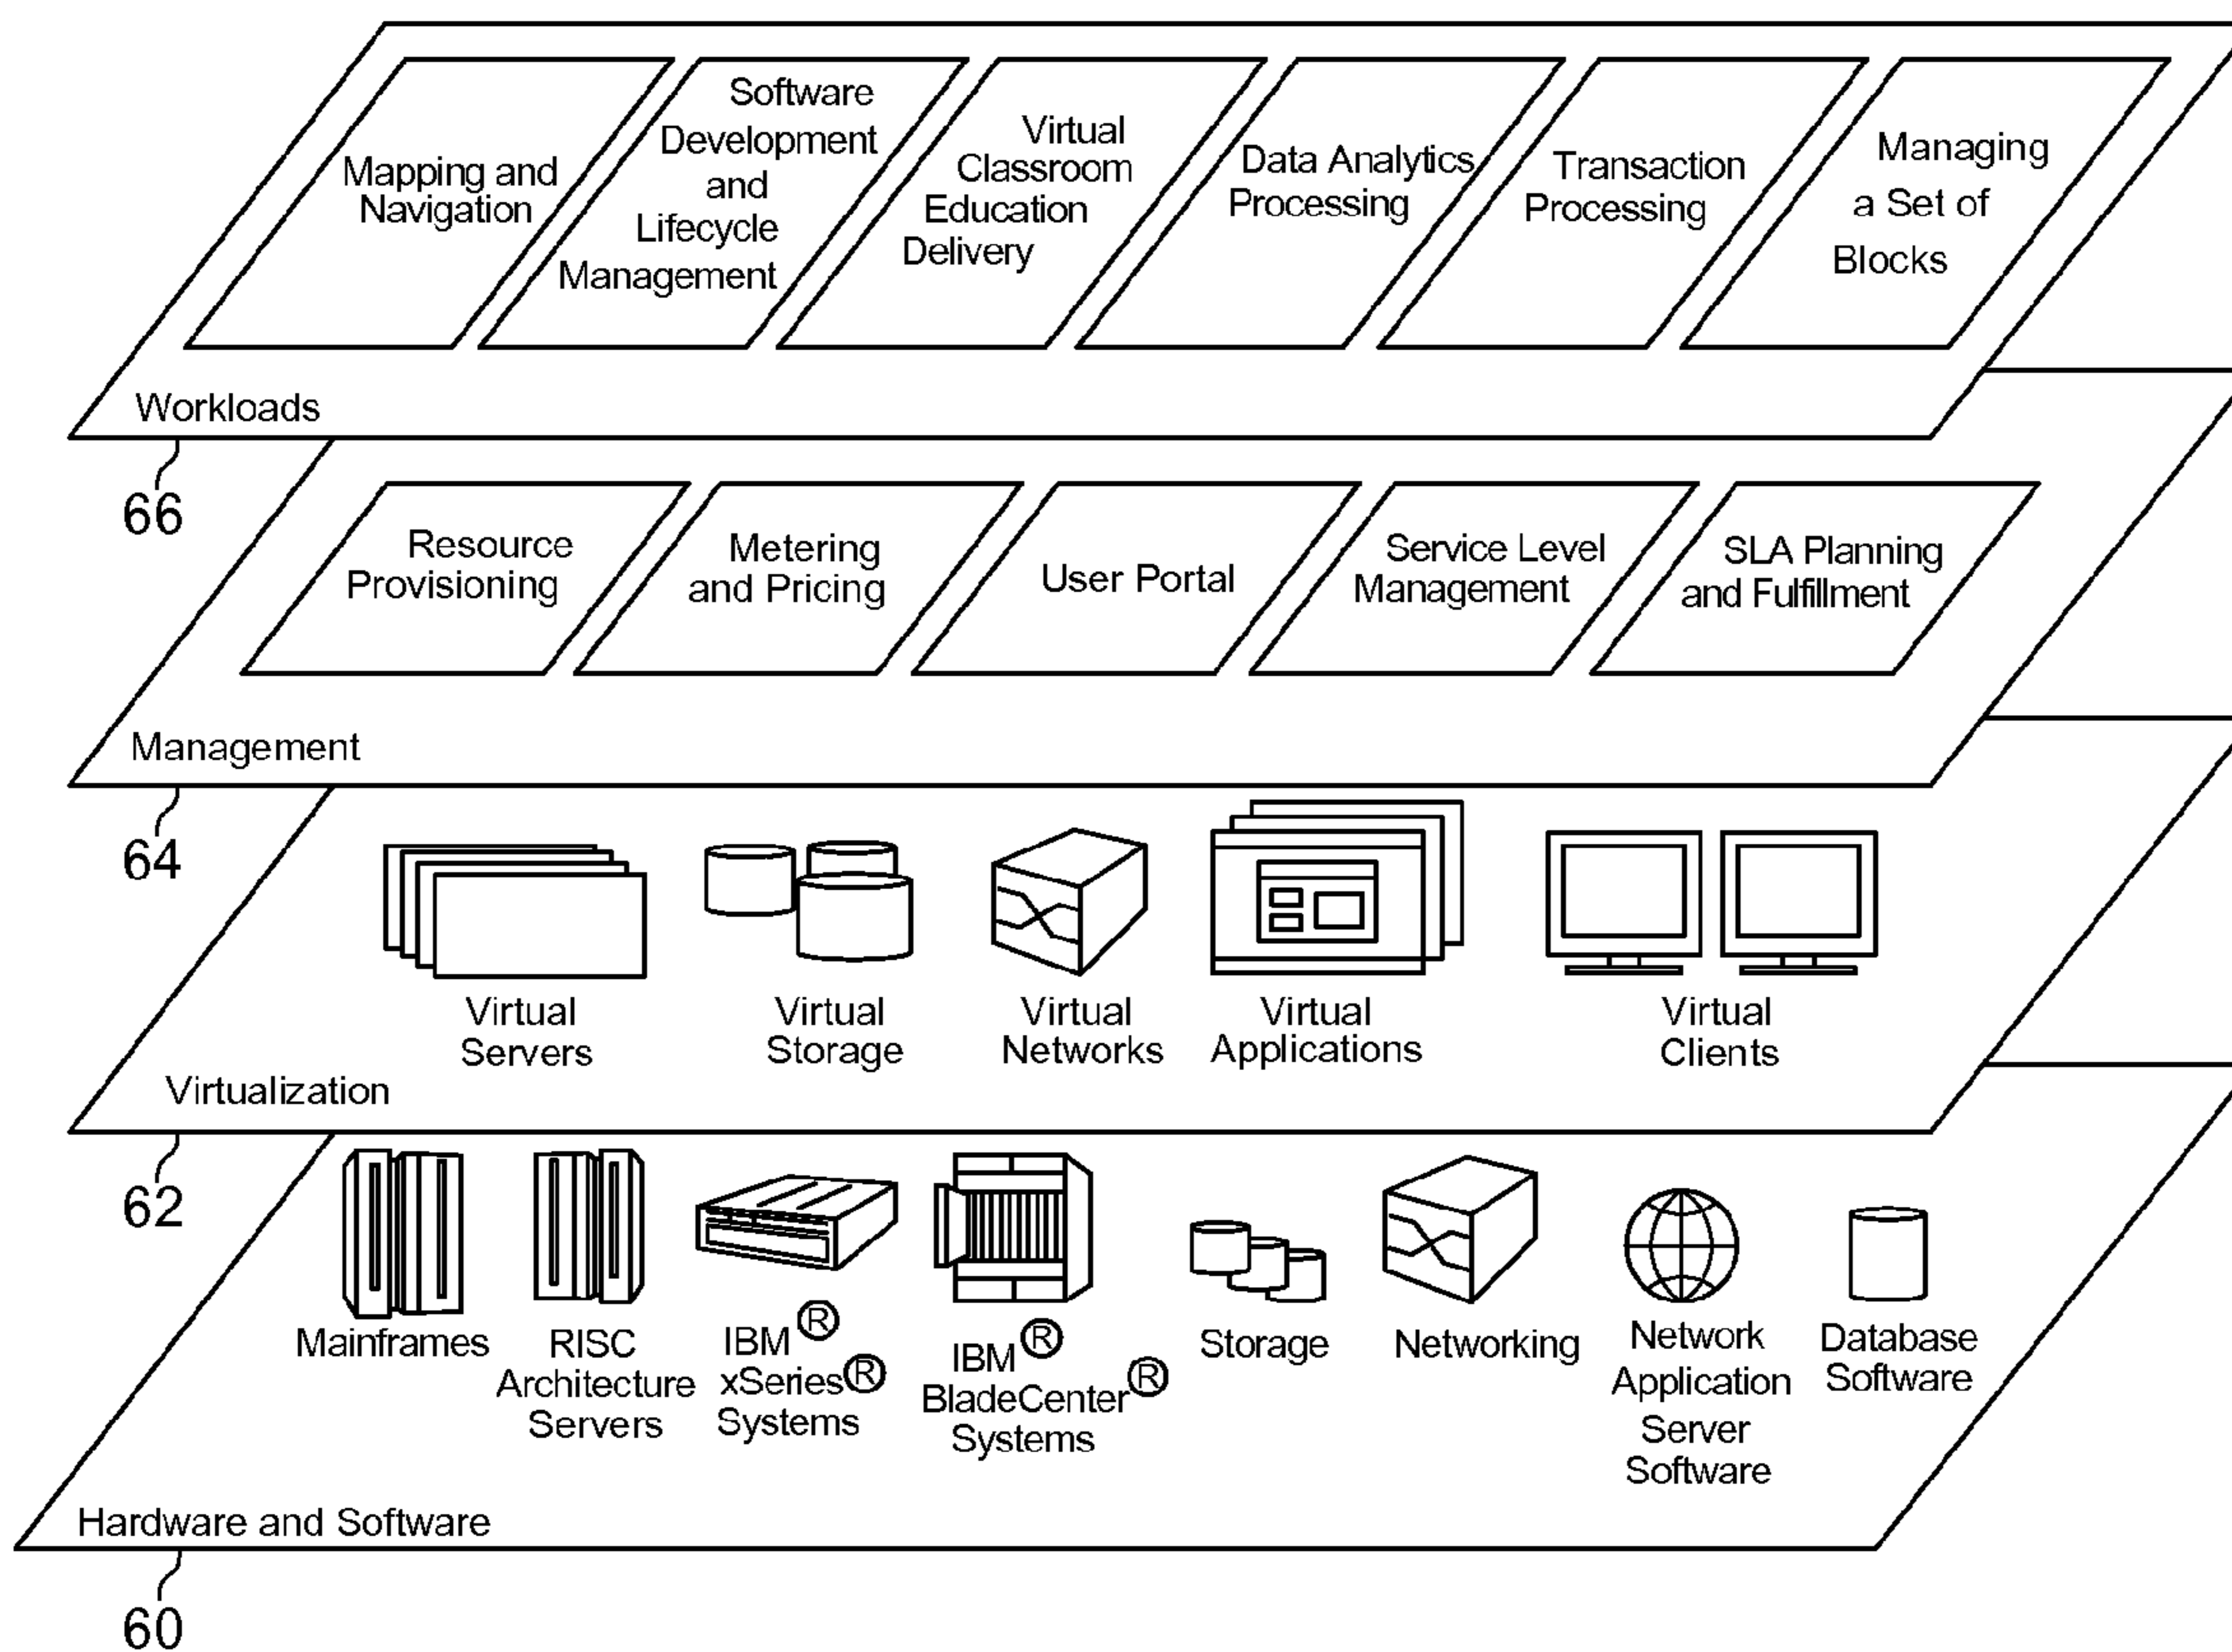 Mapping and
Navigation
Software
Development
and
Lifecycle
Management
Virtual
Classroom
Education
Delivery
Data Analytics
Processing
Transaction
Processing
Managing
a Set of
Blocks
Workloads
66
Resource
Provisioning
Metering
and Pricing
User Portal
Service Level
Management
SLA Planning
and Fulfillment
Management
64
Virtual
Servers
Virtual
Storage
Virtual
Networks
Virtual
Applications
Virtual
Clients
Virtualization
62
Mainframes
RISC
Architecture
Servers
IBM ®
xSeries®
Systems
IBM ®
BladeCenter®
Systems
Storage
Networking
Network
Application
Server
Software
Database
Software
Hardware and Software
60